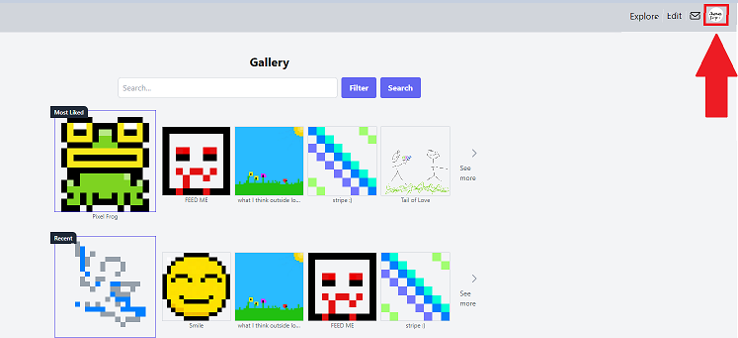 Explore Edit
Gallery
Search... Filter Search
Most Liked
Pixel Frog
FEED ME
what I think outside lo...
stripe :)
Tail of Love
See more
Recent
Smile
what I think outside lo...
FEED ME
stripe :)
See more